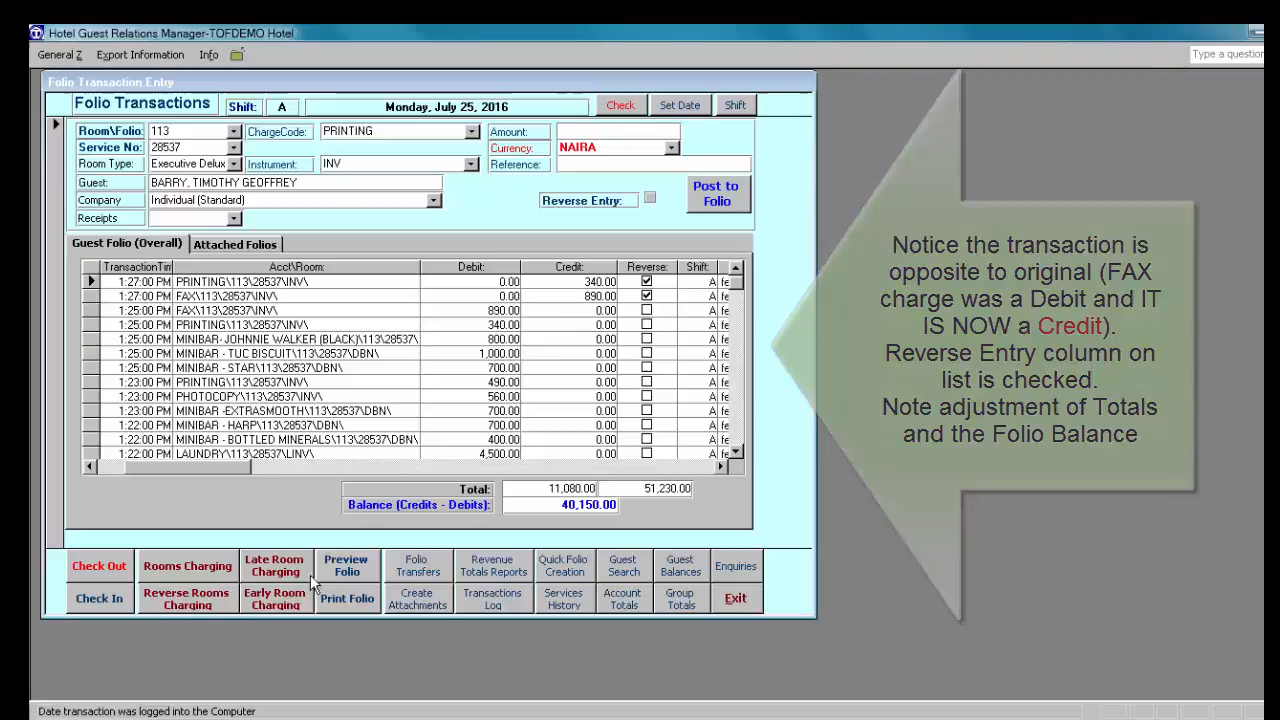 Hotel Guest Relations Manager-TOFDEMO Hotel
General Z Export Information Info
Type a question
Folio Transaction Entry
Folio Transactions Shift: A Monday, July 25, 2016 Check Set Date Shift
Room\Folio: 113 ChargeCode: PRINTING Amount:
Service No: 28537 Currency: NAIRA
Room Type: Executive Delux Instrument: INV Reference:
Guest: BARRY, TIMOTHY GEOFFREY
Company Individual (Standard) Reverse Entry: Post to Folio
Receipts
Guest Folio (Overall) Attached Folios
TransactionTin Acct\Room: Debit: Credit: Reverse: Shift:
1:27:00 PM PRINTING\113\28537\INV\ 0.00 340.00 A fe
1:27:00 PM FAX\113\28537\INV\ 0.00 890.00 A fe
1:25:00 PM FAX\113\28537\INV\ 890.00 0.00 A fe
1:25:00 PM PRINTING\113\28537\INV\ 340.00 0.00 A fe
1:25:00 PM MINIBAR- JOHNNIE WALKER (BLACK)\113\28537\ 800.00 0.00 A fe
1:25:00 PM MINIBAR - TUC BISCUIT\113\28537\DBN\ 1,000.00 0.00 A fe
1:25:00 PM MINIBAR - STAR\113\28537\DBN\ 700.00 0.00 A fe
1:23:00 PM PRINTING\113\28537\INV\ 490.00 0.00 A fe
1:23:00 PM PHOTOCOPY\113\28537\INV\ 560.00 0.00 A fe
1:23:00 PM MINIBAR -EXTRASMOOTH\113\28537\DBN\ 700.00 0.00 A fe
1:22:00 PM MINIBAR - HARP\113\28537\DBN\ 700.00 0.00 A fe
1:22:00 PM MINIBAR - BOTTLED MINERALS\113\28537\DBN\ 400.00 0.00 A fe
1:22:00 PM LAUNDRY\113\28537\LINV\ 4,500.00 0.00 A fe
Total: 11,080.00 51,230.00
Balance (Credits - Debits): 40,150.00
Check Out Rooms Charging Late Room Charging Preview Folio Folio Transfers Revenue Totals Reports Quick Folio Creation Guest Search Guest Balances Enquiries
Check In Reverse Rooms Charging Early Room Charging Print Folio Create Attachments Transactions Log Services History Account Totals Group Totals Exit
Notice the transaction is
opposite to original (FAX
charge was a Debit and IT
IS NOW a Credit).
Reverse Entry column on
list is checked.
Note adjustment of Totals
and the Folio Balance
Date transaction was logged into the Computer